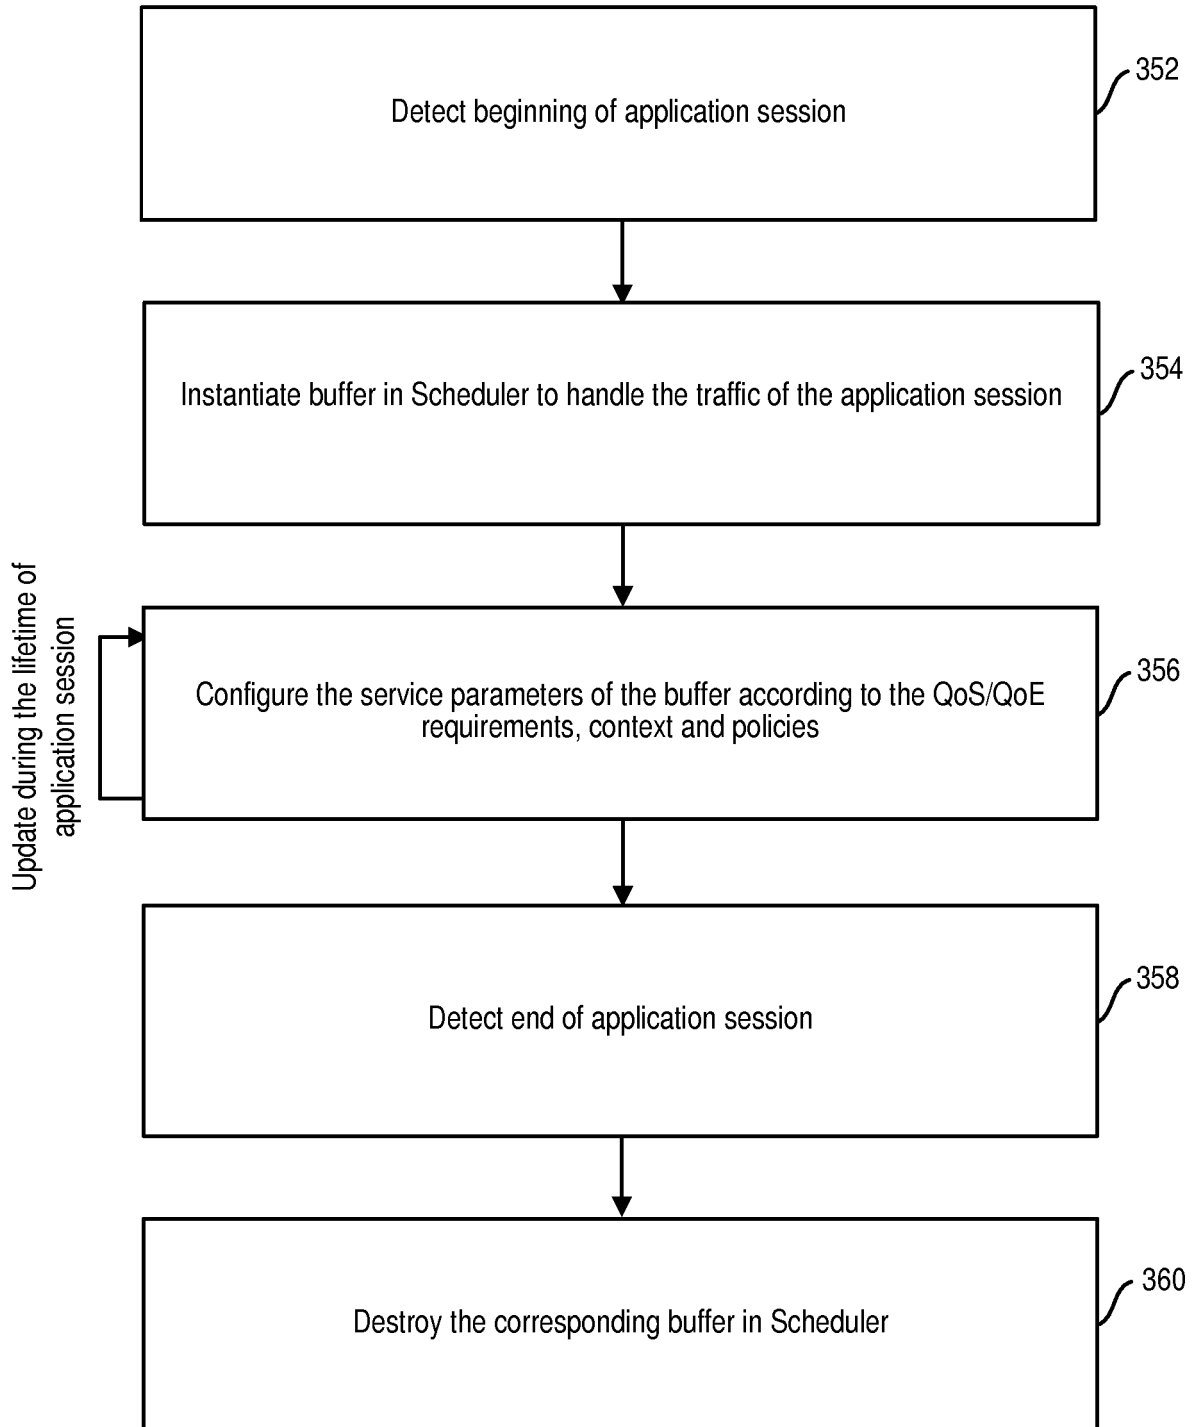 Detect beginning of application session
352
Instantiate buffer in Scheduler to handle the traffic of the application session
354
Update during the lifetime of
application session
Configure the service parameters of the buffer according to the QoS/QoE
requirements, context and policies
356
Detect end of application session
358
Destroy the corresponding buffer in Scheduler
360